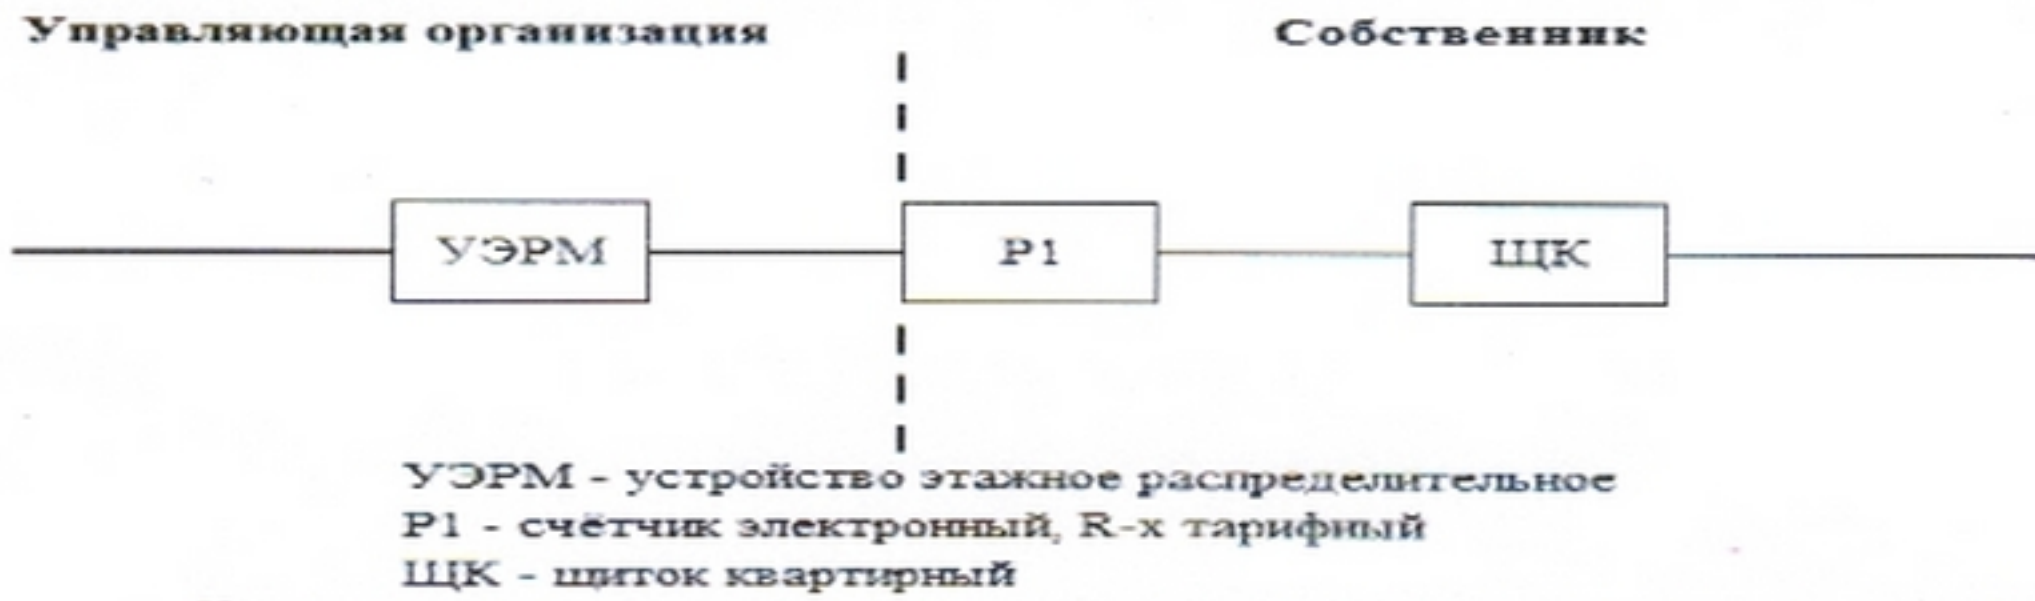 Управляющая организация
Собственник
УЭРМ
Р1
ЩК
УЭРМ - устройство этажное распределительное
Р1 - счётчик электронный, R-х тарифный
ЩК - щиток квартирный